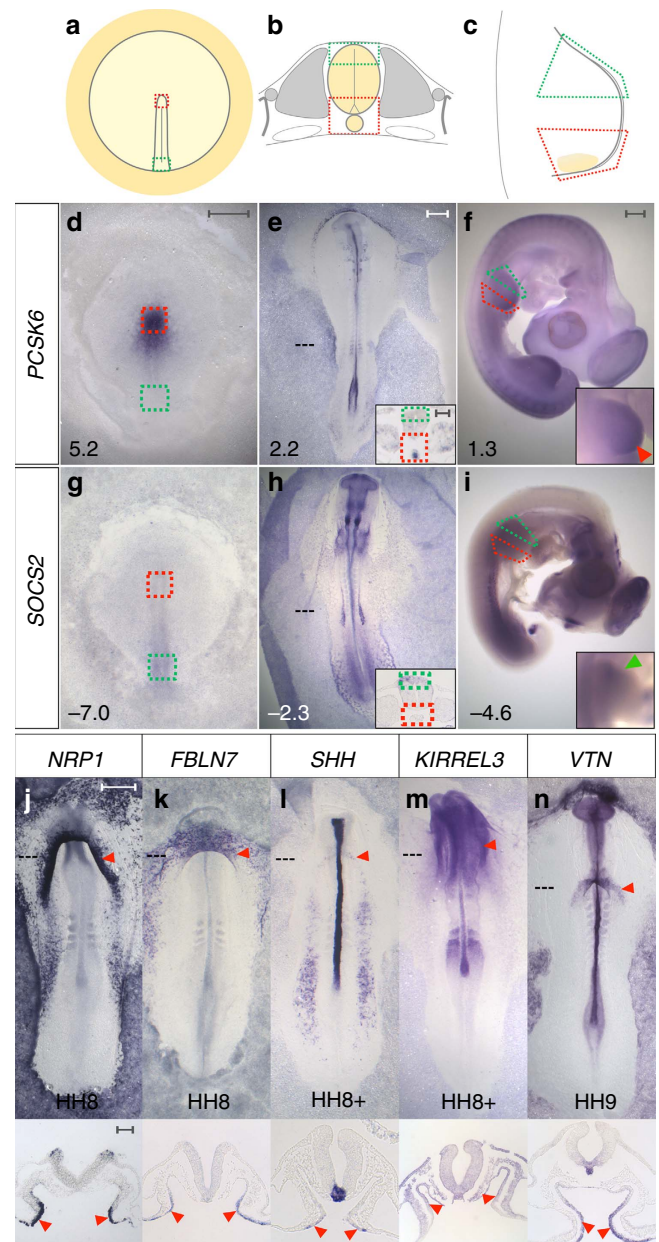 a
b
c
d
e
f
PCSK6
5.2
2.2
1.3
g
h
i
SOCS2
–7.0
–2.3
–4.6
NRP1
FBLN7
SHH
KIRREL3
VTN
j
k
l
m
n
HH8
HH8
HH8+
HH8+
HH9